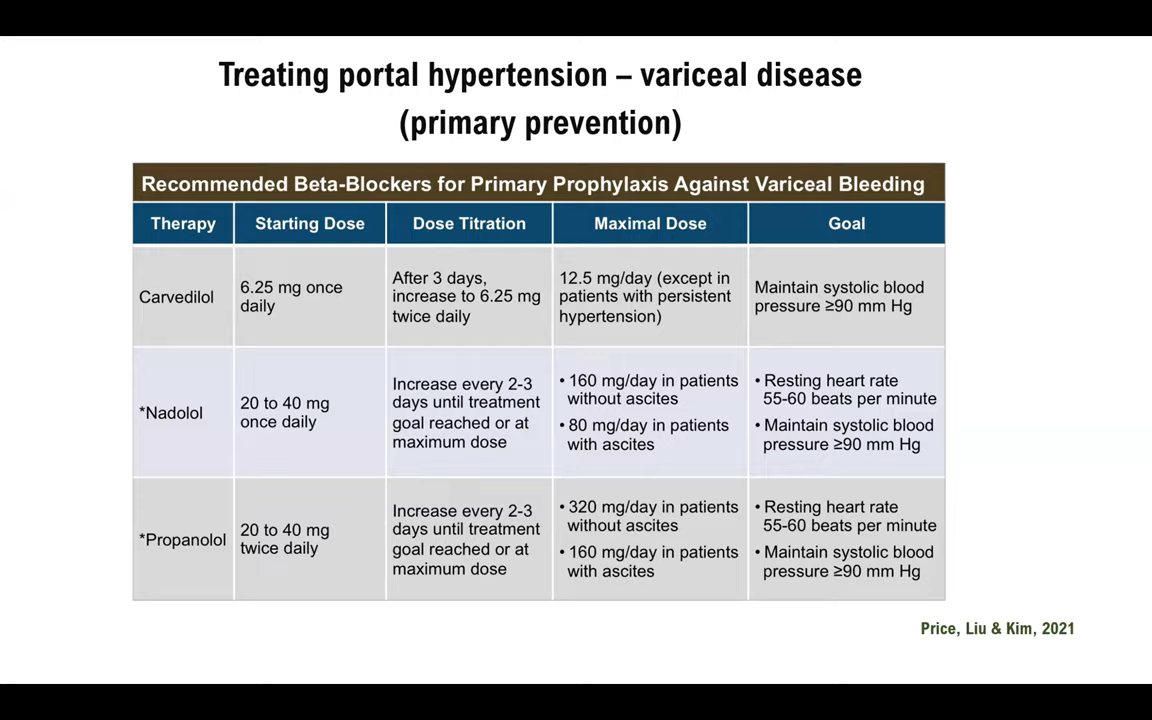 Treating portal hypertension – variceal disease
(primary prevention)
Recommended Beta-Blockers for Primary Prophylaxis Against Variceal Bleeding
Therapy
Starting Dose
Dose Titration
Maximal Dose
Goal
Carvedilol
6.25 mg once
daily
After 3 days,
increase to 6.25 mg
twice daily
12.5 mg/day (except in
patients with persistent
hypertension)
Maintain systolic blood
pressure ≥90 mm Hg
*Nadolol
20 to 40 mg
once daily
Increase every 2-3
days until treatment
goal reached or at
maximum dose
• 160 mg/day in patients
without ascites
• 80 mg/day in patients
with ascites
• Resting heart rate
55-60 beats per minute
• Maintain systolic blood
pressure ≥90 mm Hg
*Propanolol
20 to 40 mg
twice daily
Increase every 2-3
days until treatment
goal reached or at
maximum dose
• 320 mg/day in patients
without ascites
• 160 mg/day in patients
with ascites
• Resting heart rate
55-60 beats per minute
• Maintain systolic blood
pressure ≥90 mm Hg
Price, Liu & Kim, 2021